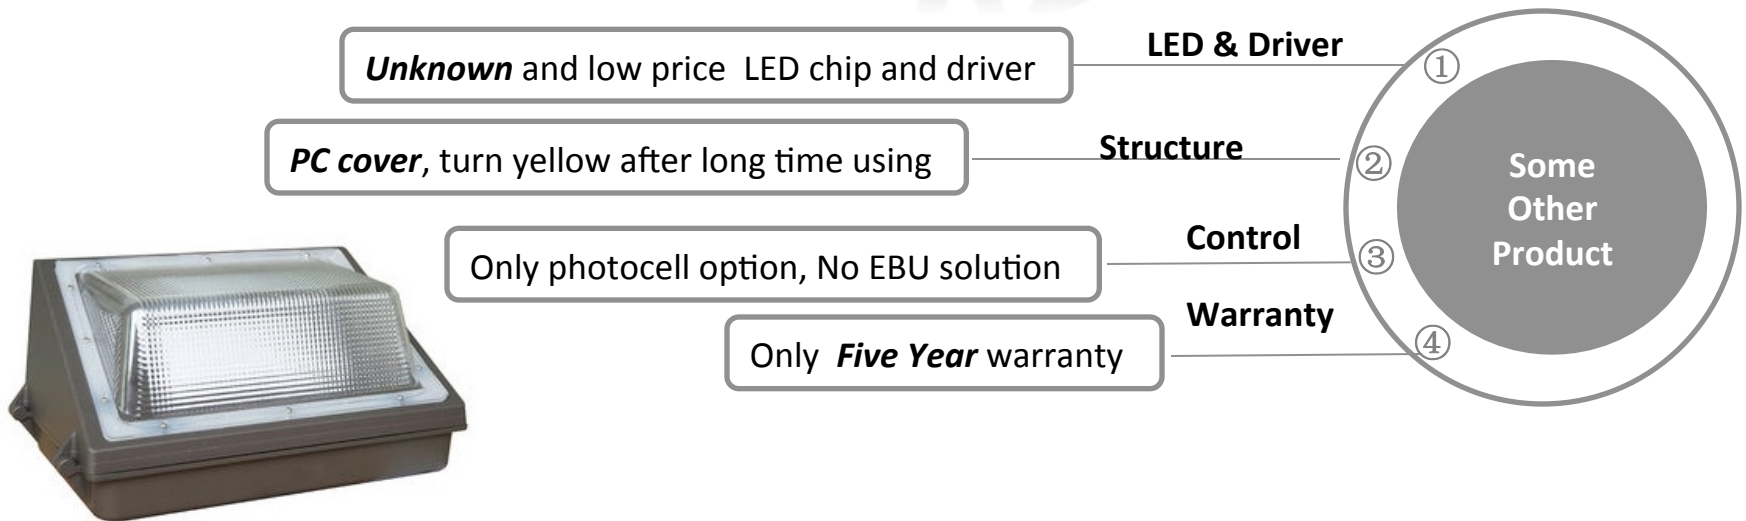 LED & Driver
① Unknown and low price LED chip and driver
Structure
② PC cover, turn yellow after long time using
Control
③ Only photocell option, No EBU solution
Warranty
④ Only Five Year warranty
Some
Other
Product